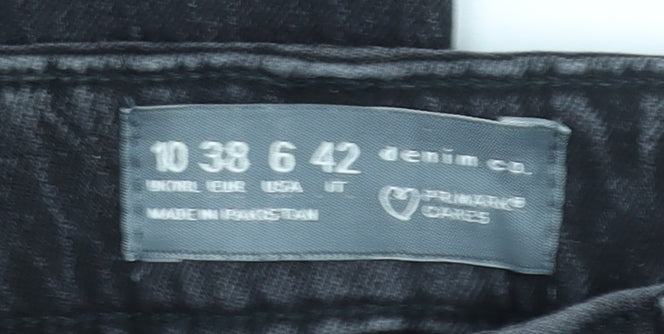 10 38 6 42
UK/IRL EUR USA IT
MADE IN PAKISTAN
denim co.
PRIMARK®
CARES